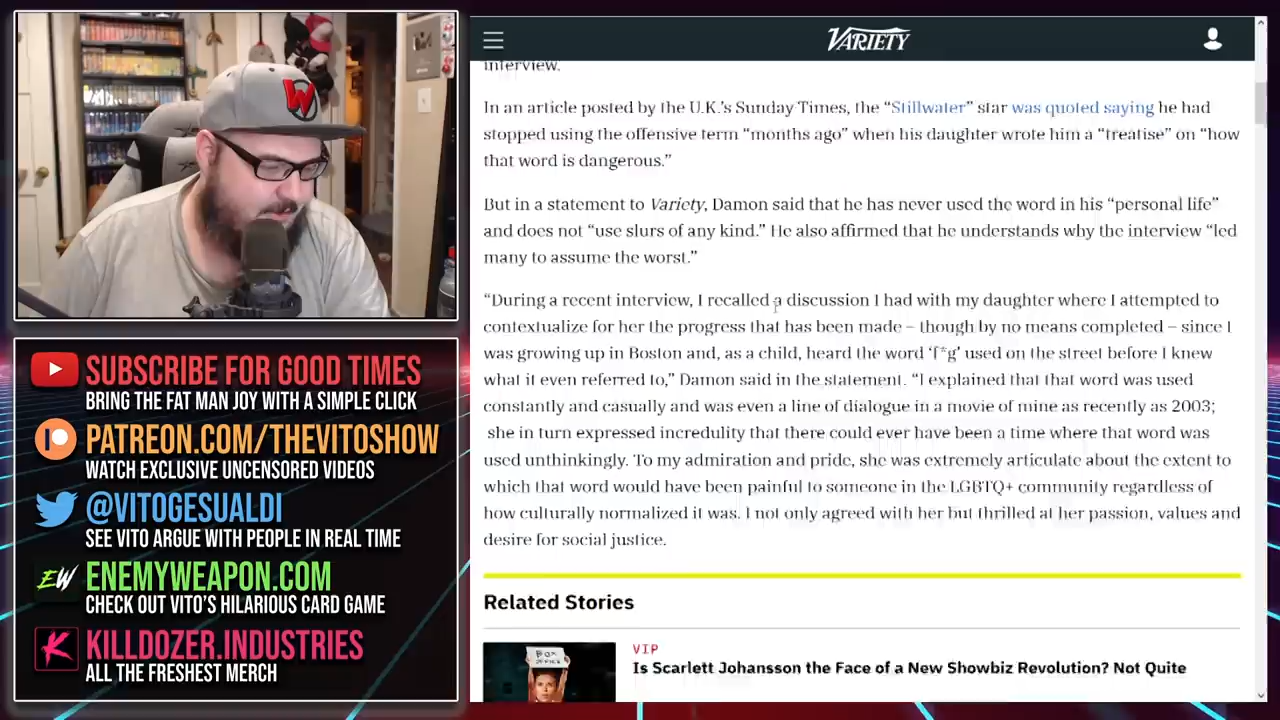 SUBSCRIBE FOR GOOD TIMES
BRING THE FAT MAN JOY WITH A SIMPLE CLICK
PATREON.COM/THEVITOSHOW
WATCH EXCLUSIVE UNCENSORED VIDEOS
@VITOGESUALDI
SEE VITO ARGUE WITH PEOPLE IN REAL TIME
EW
ENEMYWEAPON.COM
CHECK OUT VITO'S HILARIOUS CARD GAME
K
KILLDOZER.INDUSTRIES
ALL THE FRESHEST MERCH
W
VARIETY
interview.
In an article posted by the U.K.'s Sunday Times, the “Stillwater” star was quoted saying he had
stopped using the offensive term “months ago” when his daughter wrote him a “treatise” on “how
that word is dangerous.”
But in a statement to Variety, Damon said that he has never used the word in his “personal life”
and does not “use slurs of any kind.” He also affirmed that he understands why the interview “led
many to assume the worst.”
“During a recent interview, I recalled a discussion I had with my daughter where I attempted to
contextualize for her the progress that has been made – though by no means completed – since I
was growing up in Boston and, as a child, heard the word ‘f*g’ used on the street before I knew
what it even referred to,” Damon said in the statement. “I explained that that word was used
constantly and casually and was even a line of dialogue in a movie of mine as recently as 2003;
she in turn expressed incredulity that there could ever have been a time where that word was
used unthinkingly. To my admiration and pride, she was extremely articulate about the extent to
which that word would have been painful to someone in the LGBTQ+ community regardless of
how culturally normalized it was. I not only agreed with her but thrilled at her passion, values and
desire for social justice.
Related Stories
BOX
OFFICE
VIP
Is Scarlett Johansson the Face of a New Showbiz Revolution? Not Quite